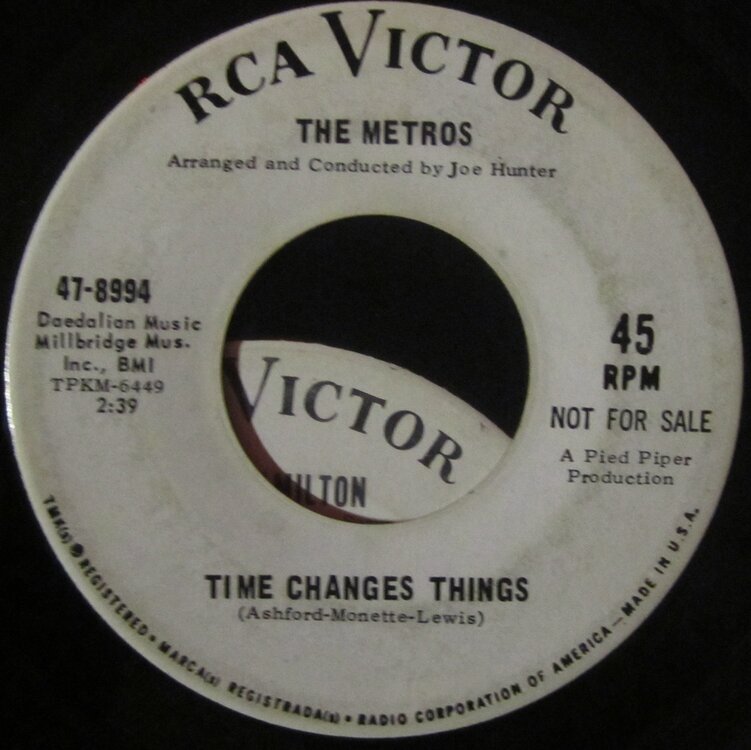 RCA VICTOR
THE METROS
Arranged and Conducted by Joe Hunter
47-8994
Daedalian Music
Millbridge Mus.
Inc., BMI
TPKM-6449
2:39
45
RPM
NOT FOR SALE
A Pied Piper
Production
VICTOR
MILTON
TIME CHANGES THINGS
(Ashford-Monette-Lewis)
TMK(s) ® REGISTERED • MARCA(s) REGISTRADA(s) • RADIO CORPORATION OF AMERICA—MADE IN U.S.A.